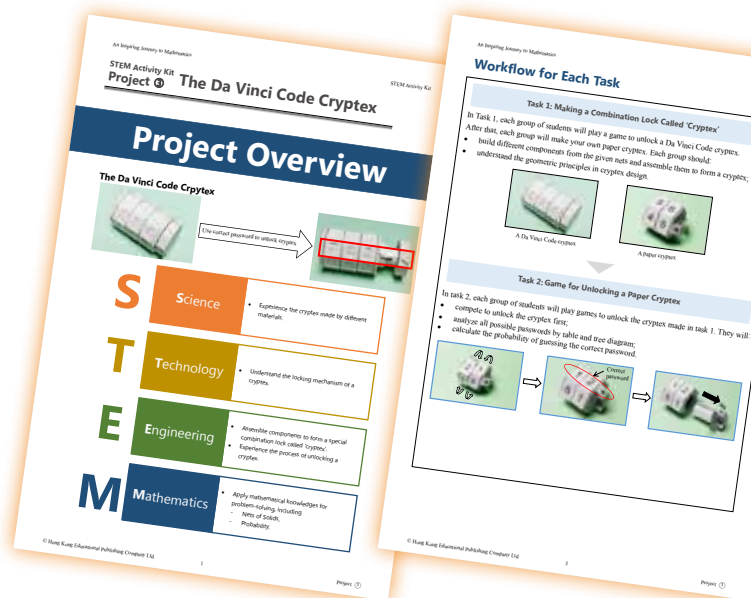 An Inspiring Journey to Mathematics
STEM Activity Kit
STEM Activity Kit
Project ③ The Da Vinci Code Cryptex
Project Overview
The Da Vinci Code Crpytex
Use correct password to unlock cryptex
S
Science
• Experience the cryptex made by different
materials.
T
Technology
• Understand the locking mechanism of a
cryptex.
E
Engineering
• Assemble components to form a special
combination lock called 'cryptex'.
• Experience the process of unlocking a
cryptex.
M
Mathematics
• Apply mathematical knowledges for
problem-solving, including
- Nets of Solids,
- Probability.
© Hung Kung Educational Publishing Company Ltd.
Project ③
An Inspiring Journey to Mathematics
Workflow for Each Task
Task 1: Making a Combination Lock Called 'Cryptex'
In Task 1, each group of students will play a game to unlock a Da Vinci Code cryptex.
After that, each group will make your own paper cryptex. Each group should:
• build different components from the given nets and assemble them to form a cryptex;
• understand the geometric principles in cryptex design.
A Da Vinci Code cryptex
A paper cryptex
Task 2: Game for Unlocking a Paper Cryptex
In task 2, each group of students will play games to unlock the cryptex made in task 1. They will:
• compete to unlock the cryptex first;
• analyze all possible passwords by table and tree diagram;
• calculate the probability of guessing the correct password.
Correct
password
© Hung Kung Educational Publishing Company Ltd.
Project ③